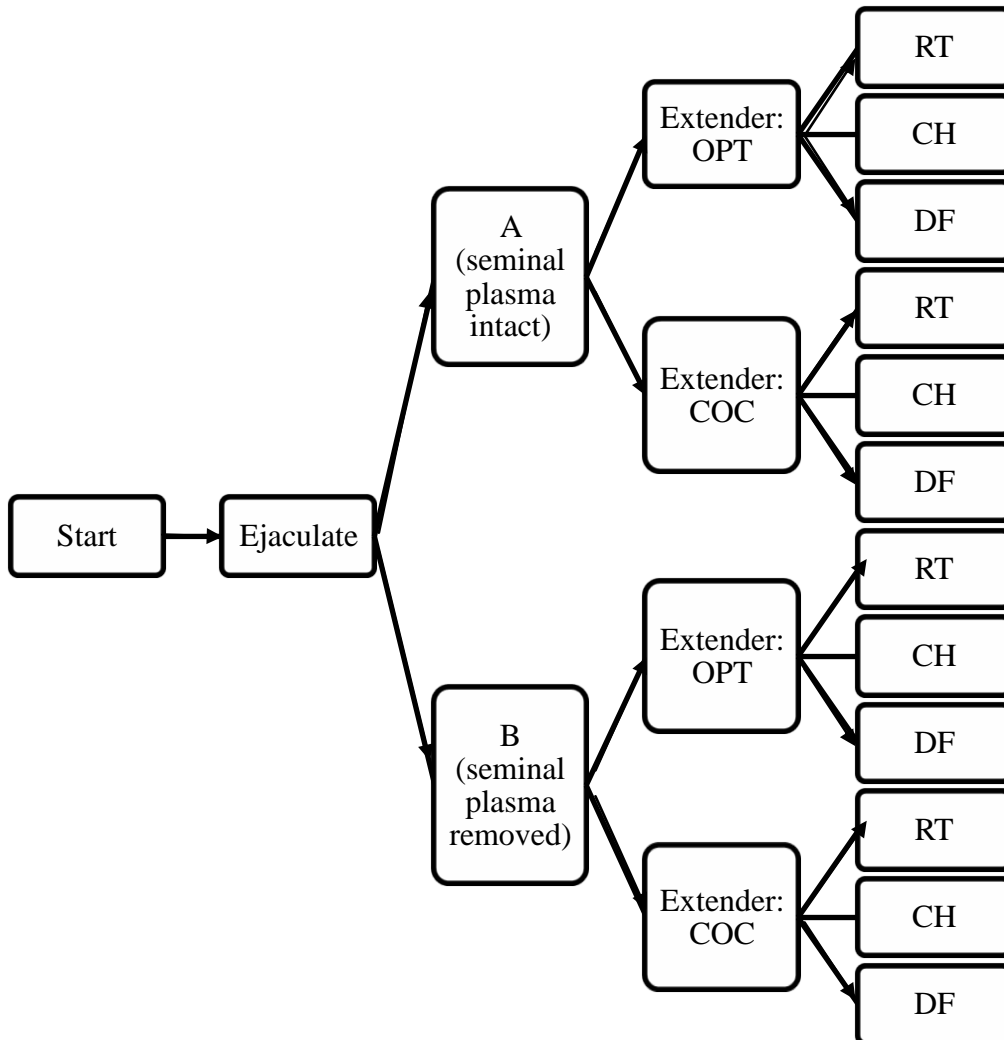 Start
Ejaculate
A
(seminal
plasma
intact)
Extender:
OPT
RT
CH
DF
Extender:
COC
RT
CH
DF
B
(seminal
plasma
removed)
Extender:
OPT
RT
CH
DF
Extender:
COC
RT
CH
DF